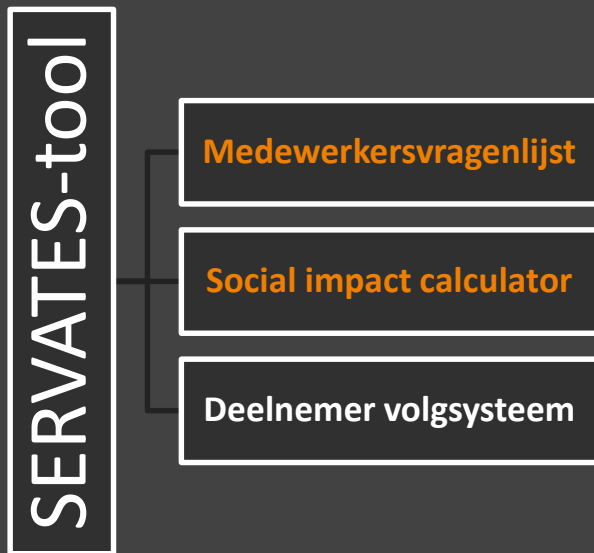 SERVATES-tool
Medewerkersvragenlijst
Social impact calculator
Deelnemer volgsysteem